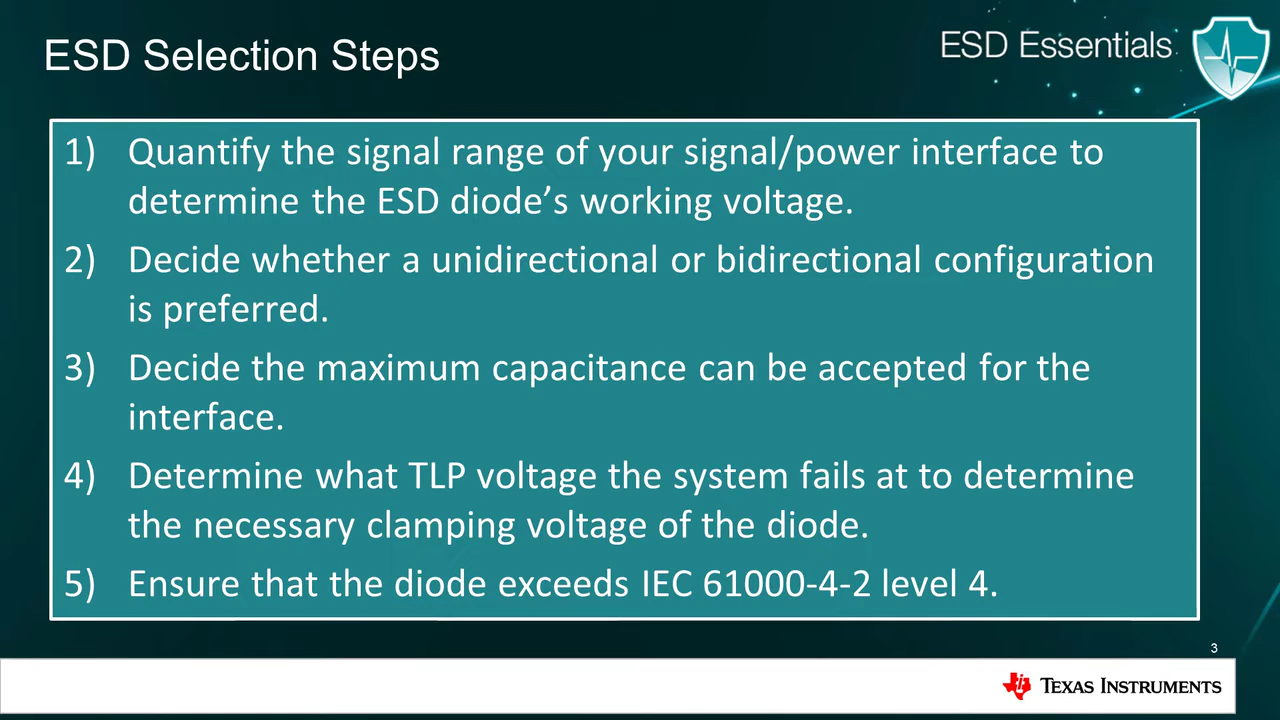 ESD Selection Steps
ESD Essentials
1) Quantify the signal range of your signal/power interface to
determine the ESD diode’s working voltage.
2) Decide whether a unidirectional or bidirectional configuration
is preferred.
3) Decide the maximum capacitance can be accepted for the
interface.
4) Determine what TLP voltage the system fails at to determine
the necessary clamping voltage of the diode.
5) Ensure that the diode exceeds IEC 61000-4-2 level 4.
3
TEXAS INSTRUMENTS